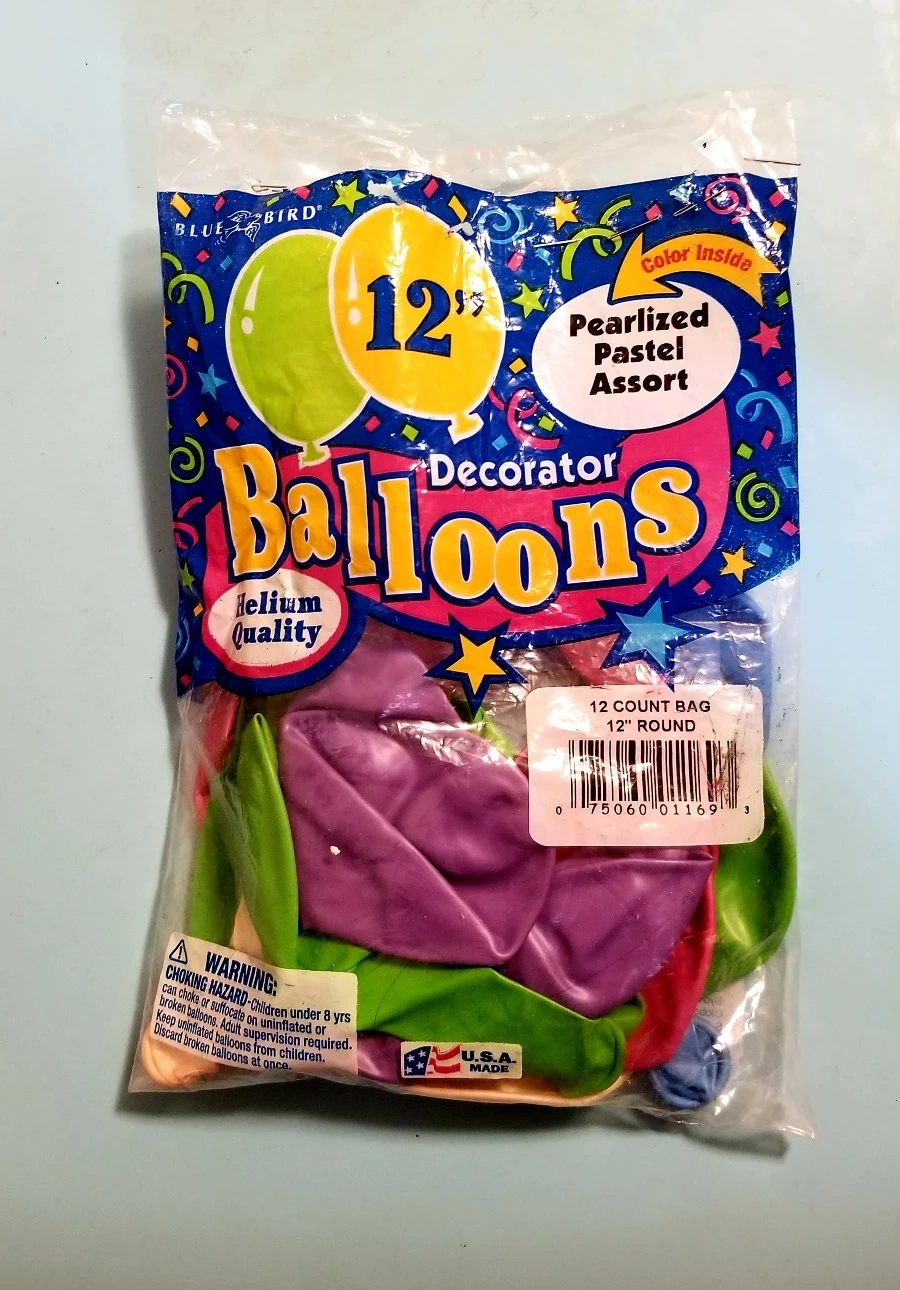 BLUE BIRD®
12”
Color Inside
Pearlized
Pastel
Assort
Decorator
Balloons
Helium
Quality
12 COUNT BAG
12" ROUND
0 75060 01169 3
WARNING:
CHOKING HAZARD-Children under 8 yrs
can choke or suffocate on uninflated or
broken balloons. Adult supervision required.
Keep uninflated balloons from children.
Discard broken balloons at once.
U.S.A.
MADE